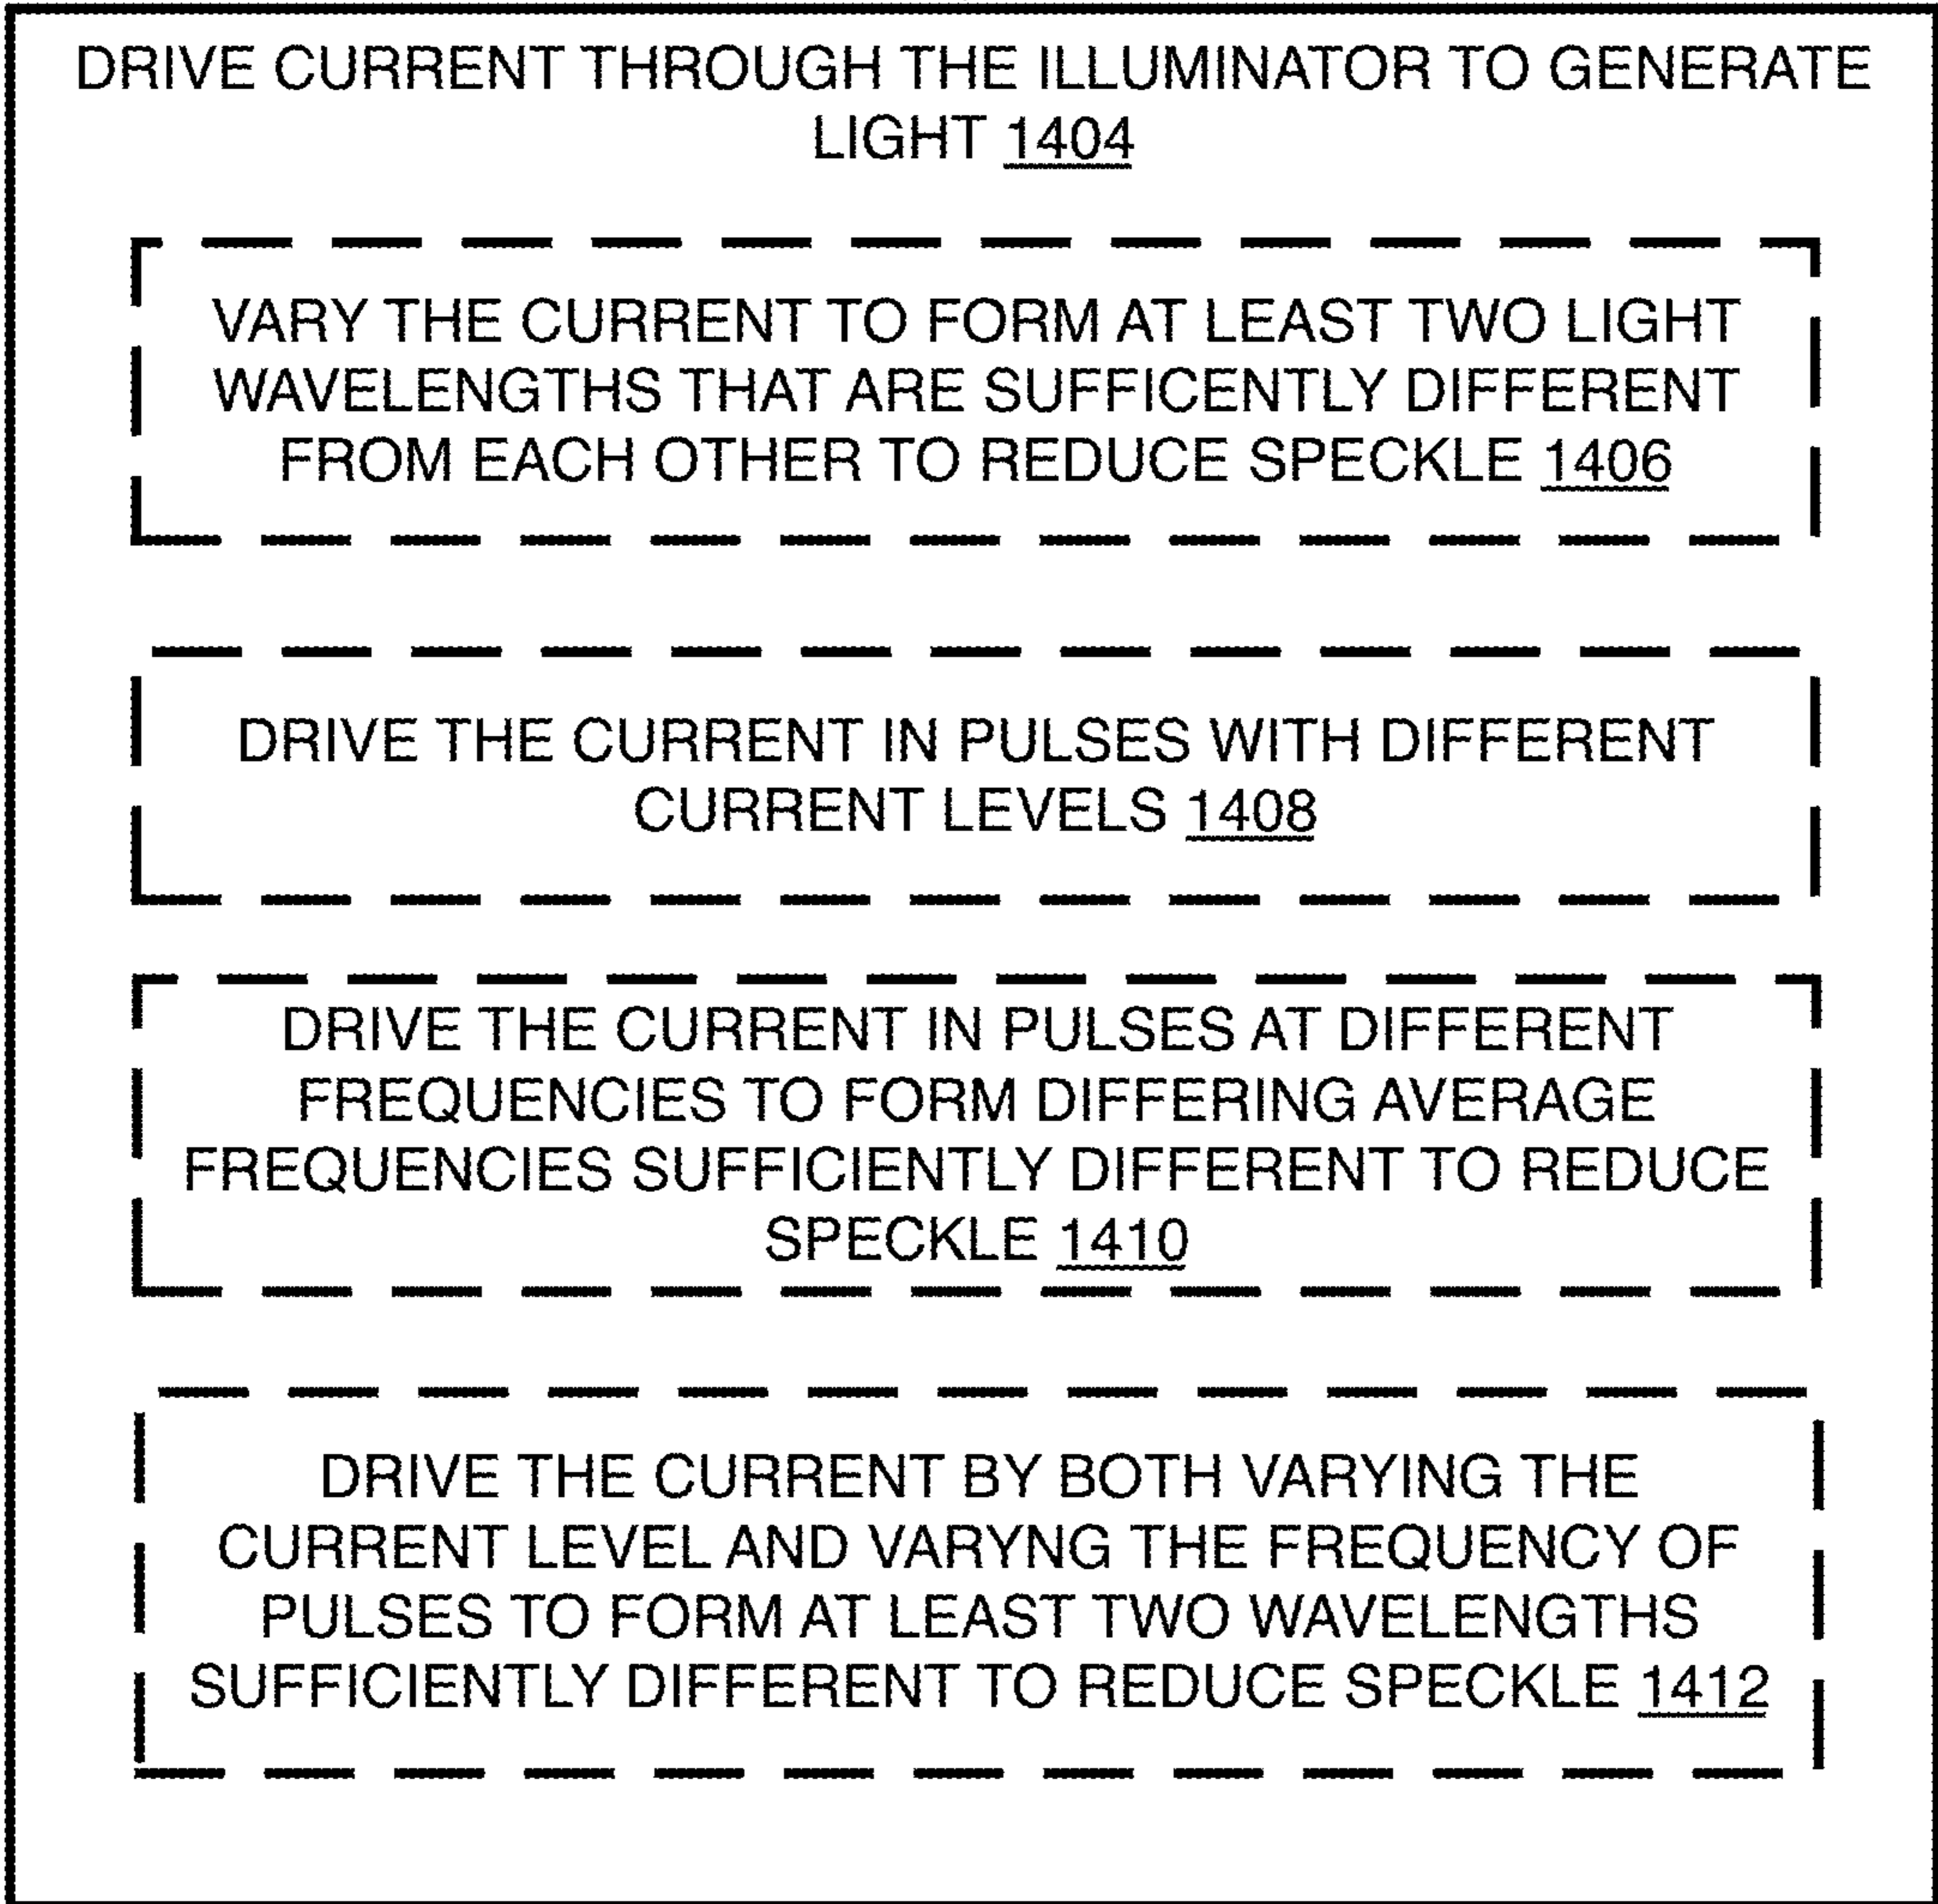 DRIVE CURRENT THROUGH THE ILLUMINATOR TO GENERATE
LIGHT 1404
VARY THE CURRENT TO FORM AT LEAST TWO LIGHT
WAVELENGTHS THAT ARE SUFFICENTLY DIFFERENT
FROM EACH OTHER TO REDUCE SPECKLE 1406
DRIVE THE CURRENT IN PULSES WITH DIFFERENT
CURRENT LEVELS 1408
DRIVE THE CURRENT IN PULSES AT DIFFERENT
FREQUENCIES TO FORM DIFFERING AVERAGE
FREQUENCIES SUFFICIENTLY DIFFERENT TO REDUCE
SPECKLE 1410
DRIVE THE CURRENT BY BOTH VARYING THE
CURRENT LEVEL AND VARYNG THE FREQUENCY OF
PULSES TO FORM AT LEAST TWO WAVELENGTHS
SUFFICIENTLY DIFFERENT TO REDUCE SPECKLE 1412